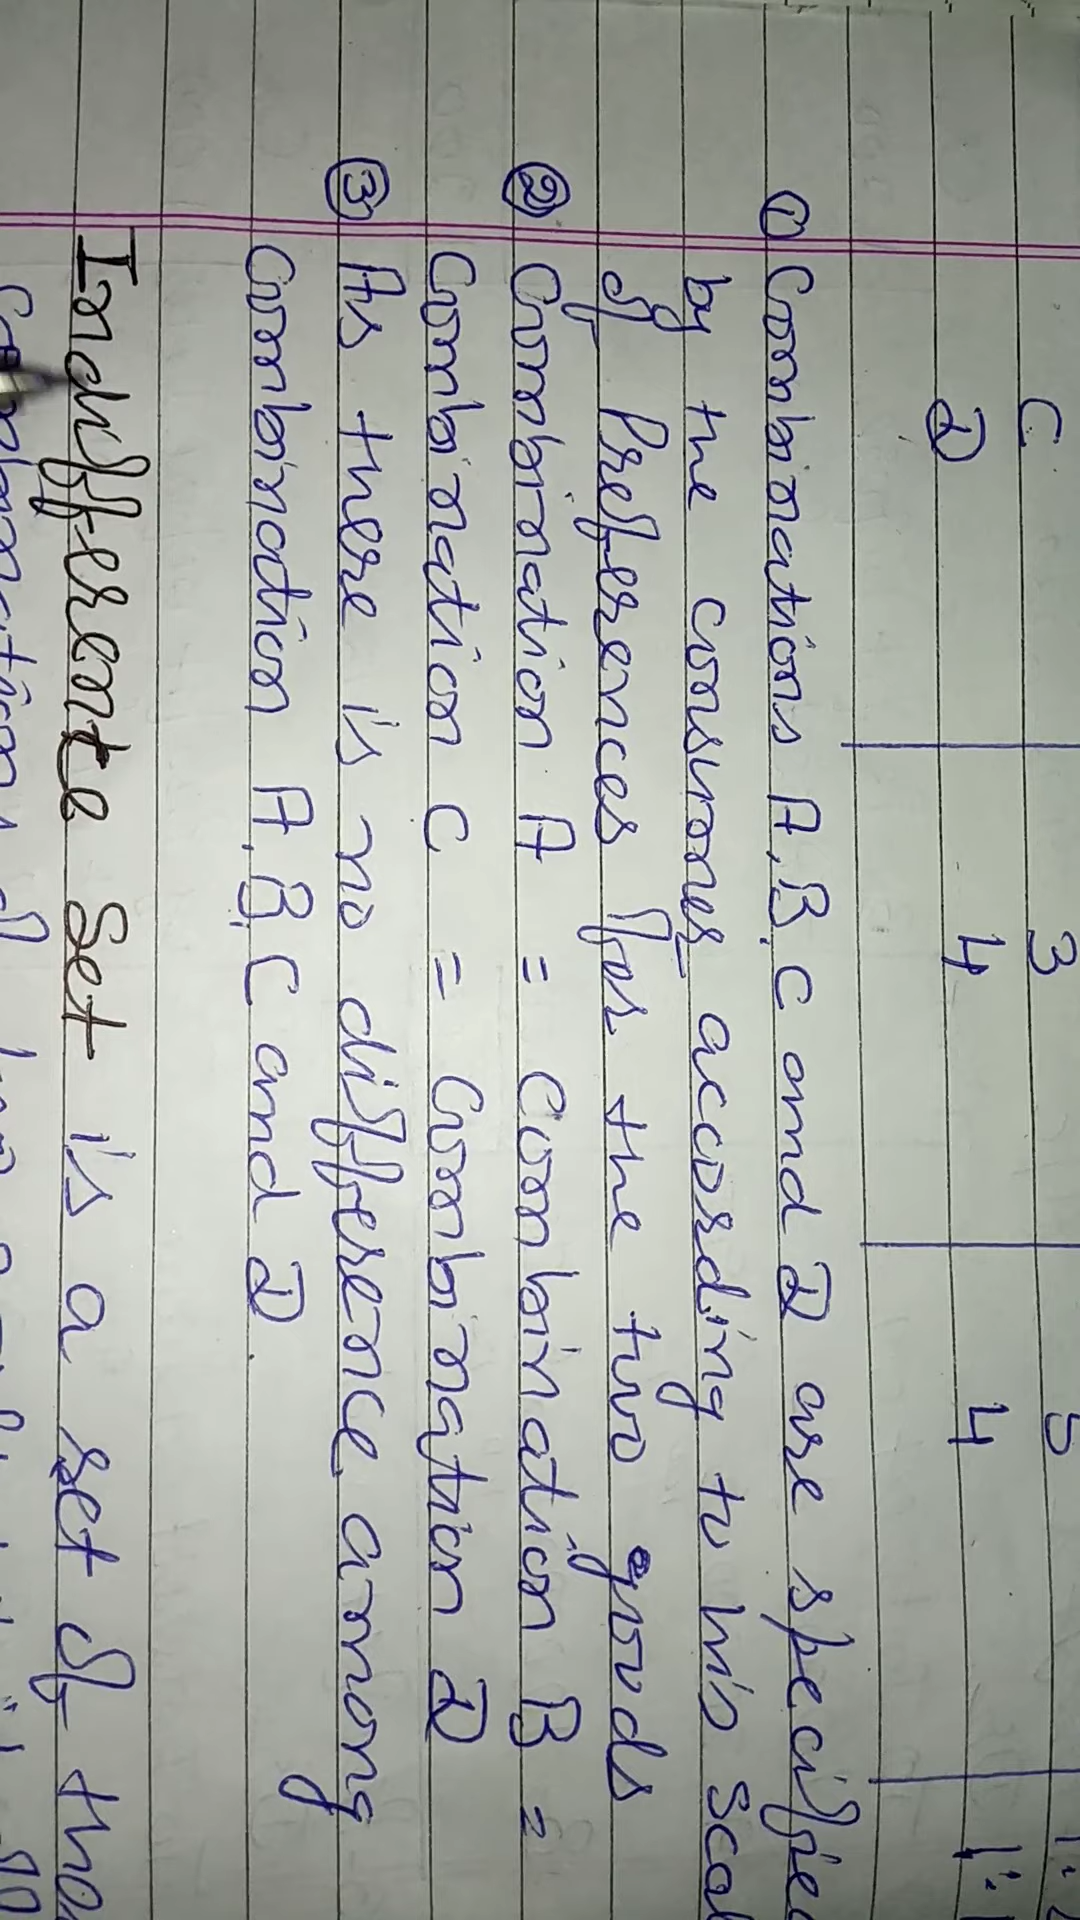 C 3 5
D 4 4 1:1
① Combinations A, B, C and D are specified
by the consumer according to his scal
of Preferences for the two goods
② Combination A = Combination B =
Combination C = Combination D
③ As there is no difference among
Combination A, B, C and D.
Indifferente Set is a set of